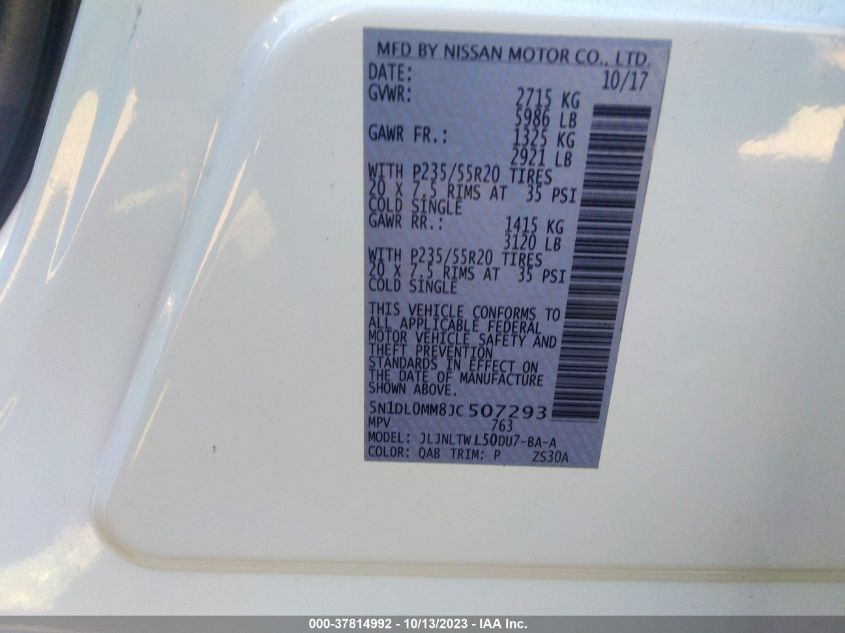 MFD BY NISSAN MOTOR CO., LTD.
DATE: 10/17
GVWR: 2715 KG
5986 LB
GAWR FR.: 1325 KG
2921 LB
WITH P235/55R20 TIRES
20 X 7.5 RIMS AT 35 PSI
COLD SINGLE
GAWR RR.: 1415 KG
3120 LB
WITH P235/55R20 TIRES
20 X 7.5 RIMS AT 35 PSI
COLD SINGLE
THIS VEHICLE CONFORMS TO
ALL APPLICABLE FEDERAL
MOTOR VEHICLE SAFETY AND
THEFT PREVENTION
STANDARDS IN EFFECT ON
THE DATE OF MANUFACTURE
SHOWN ABOVE.
5N1DL0MM8JC507293
MPV 763
MODEL: JLJNLTWL50DU7-BA-A
COLOR: QAB TRIM: P ZS30A
000-37814992 - 10/13/2023 - IAA Inc.